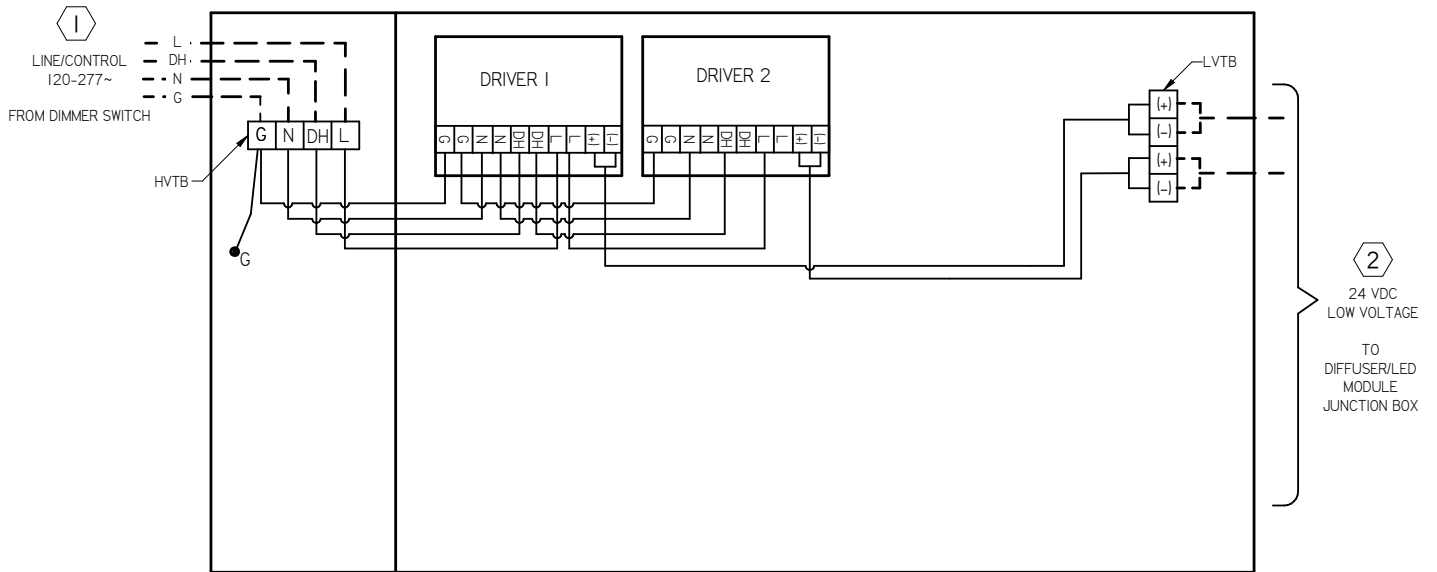 1
LINE/CONTROL
120-277~
FROM DIMMER SWITCH
L
DH
N
G
G N DH L
HVTB
G
DRIVER 1
G G N N DH DH L L (+) (-)
DRIVER 2
G G N N DH DH L L (+) (-)
LVTB
(+)
(-)
(+)
(-)
2
24 VDC
LOW VOLTAGE
TO
DIFFUSER/LED
MODULE
JUNCTION BOX